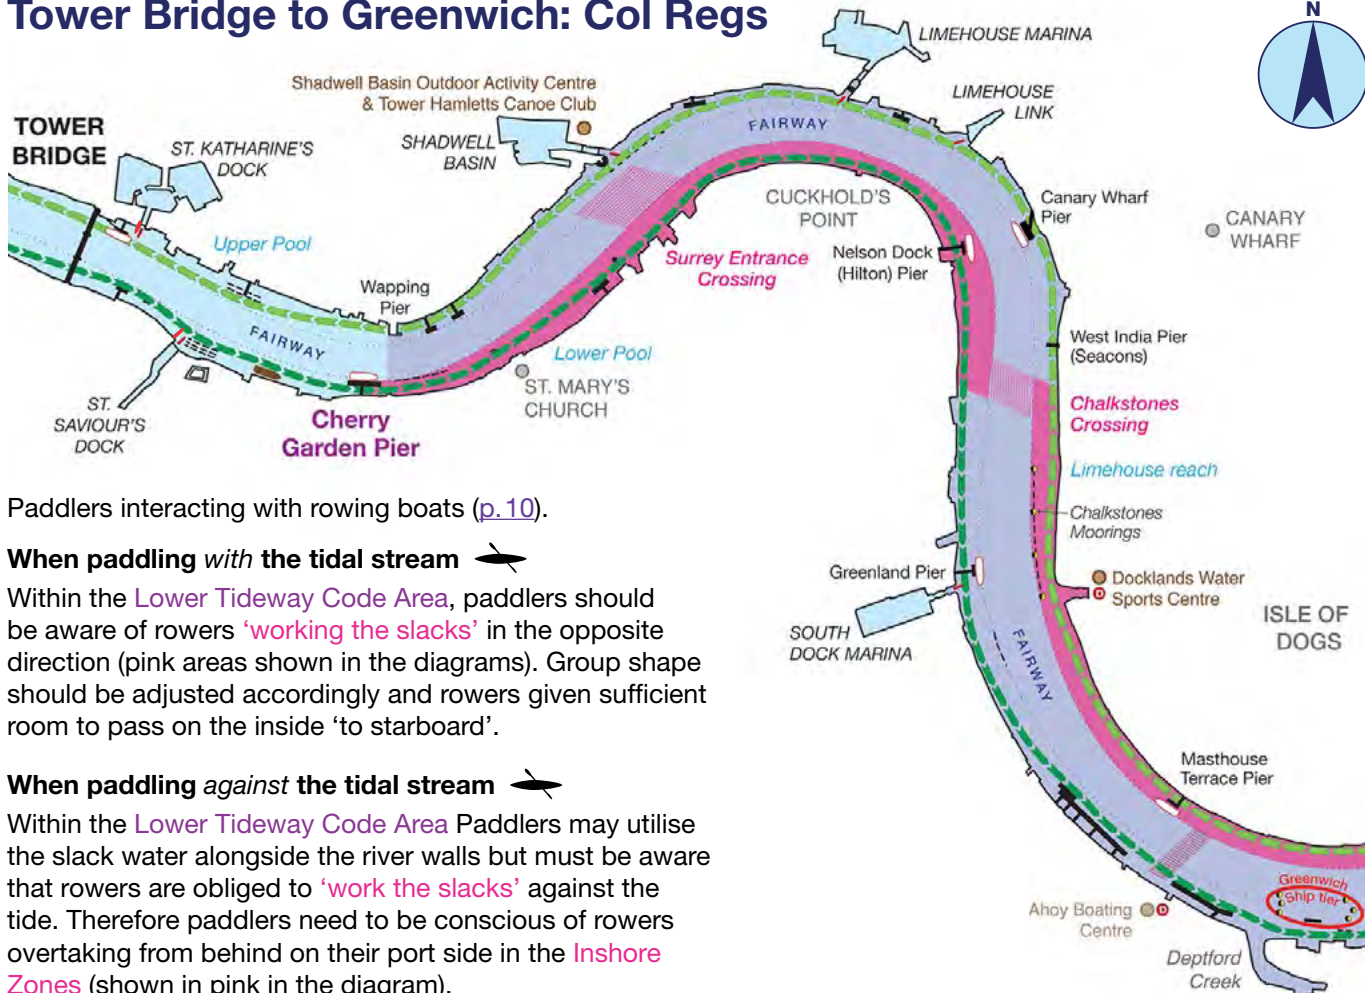 Tower Bridge to Greenwich: Col Regs
N
LIMEHOUSE MARINA
Shadwell Basin Outdoor Activity Centre
& Tower Hamletts Canoe Club
LIMEHOUSE
LINK
TOWER
BRIDGE
ST. KATHARINE'S
DOCK
SHADWELL
BASIN
FAIRWAY
CUCKHOLD'S
POINT
Canary Wharf
Pier
CANARY
WHARF
Upper Pool
Surrey Entrance
Crossing
Nelson Dock
(Hilton) Pier
Wapping
Pier
FAIRWAY
Lower Pool
West India Pier
(Seacons)
ST. MARY'S
CHURCH
ST.
SAVIOUR'S
DOCK
Cherry
Garden Pier
Chalkstones
Crossing
Limehouse reach
Chalkstones
Moorings
Greenland Pier
Docklands Water
Sports Centre
D
SOUTH
DOCK MARINA
FAIRWAY
ISLE OF
DOGS
Masthouse
Terrace Pier
Greenwich
Ship tier
Ahoy Boating
Centre
D
Deptford
Creek
Paddlers interacting with rowing boats (p.10).
When paddling with the tidal stream
Within the Lower Tideway Code Area, paddlers should
be aware of rowers ‘working the slacks’ in the opposite
direction (pink areas shown in the diagrams). Group shape
should be adjusted accordingly and rowers given sufficient
room to pass on the inside ‘to starboard’.
When paddling against the tidal stream
Within the Lower Tideway Code Area Paddlers may utilise
the slack water alongside the river walls but must be aware
that rowers are obliged to ‘work the slacks’ against the
tide. Therefore paddlers need to be conscious of rowers
overtaking from behind on their port side in the Inshore
Zones (shown in pink in the diagram).